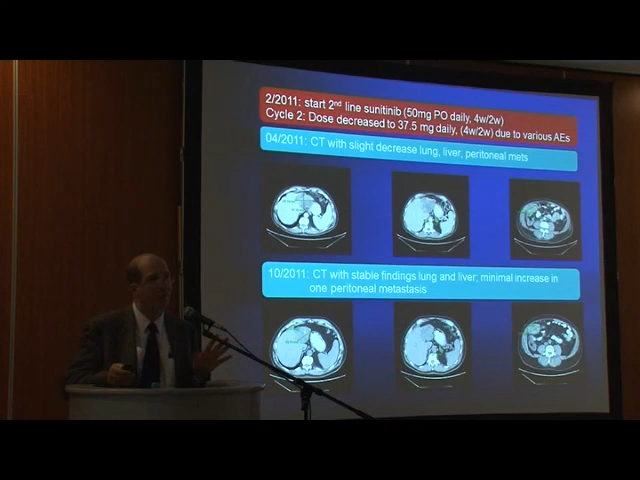 2/2011: start 2nd line sunitinib (50mg PO daily, 4w/2w)
Cycle 2: Dose decreased to 37.5 mg daily, (4w/2w) due to various AEs
04/2011: CT with slight decrease lung, liver, peritoneal mets
10/2011: CT with stable findings lung and liver; minimal increase in
one peritoneal metastasis